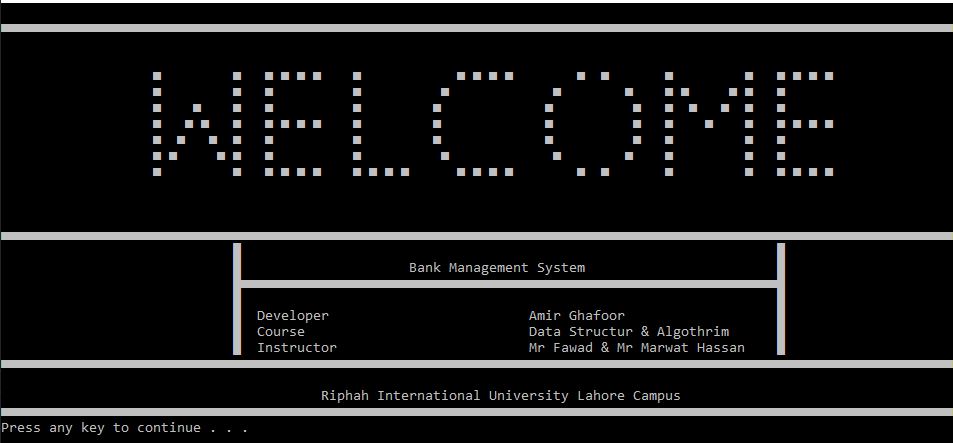 WELCOME
Bank Management System
Developer Amir Ghafoor
Course Data Structur & Algothrim
Instructor Mr Fawad & Mr Marwat Hassan
Riphah International University Lahore Campus
Press any key to continue . . .